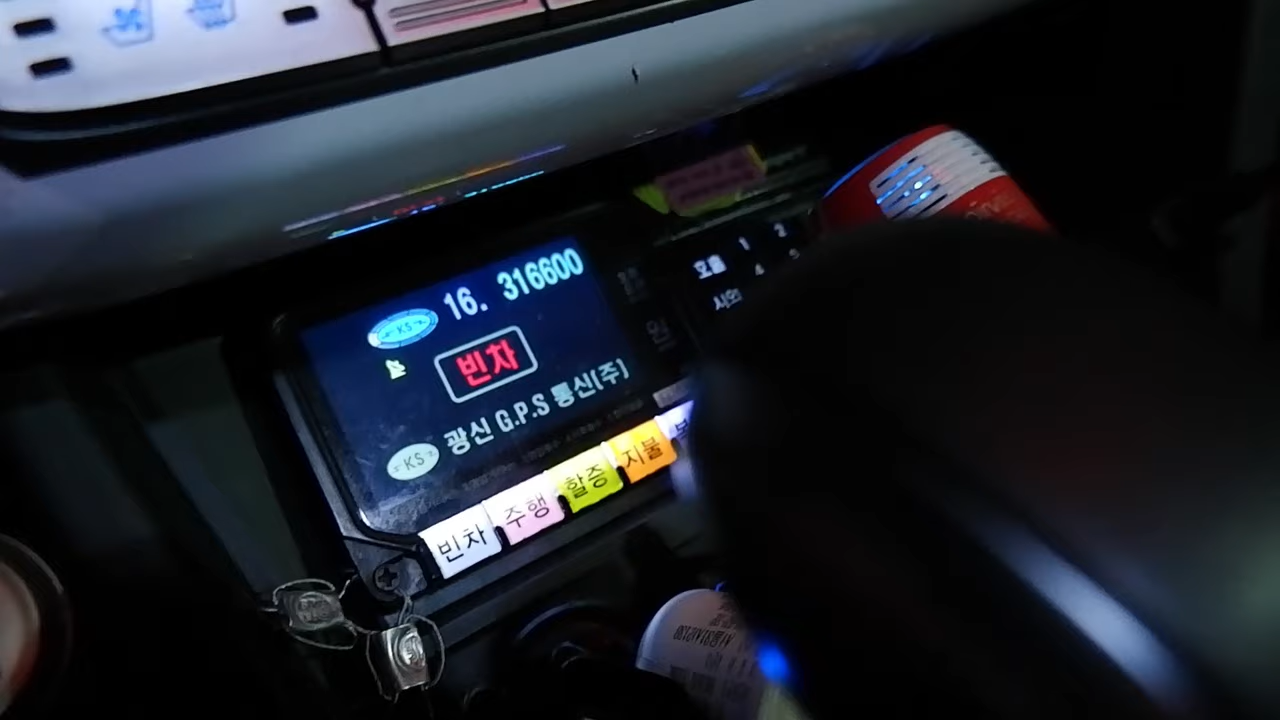 KS 16. 316600
빈차
KS 광신 G.P.S 통신(주)
호출 1 2
시외 4
원
빈차 주행 할증 지불